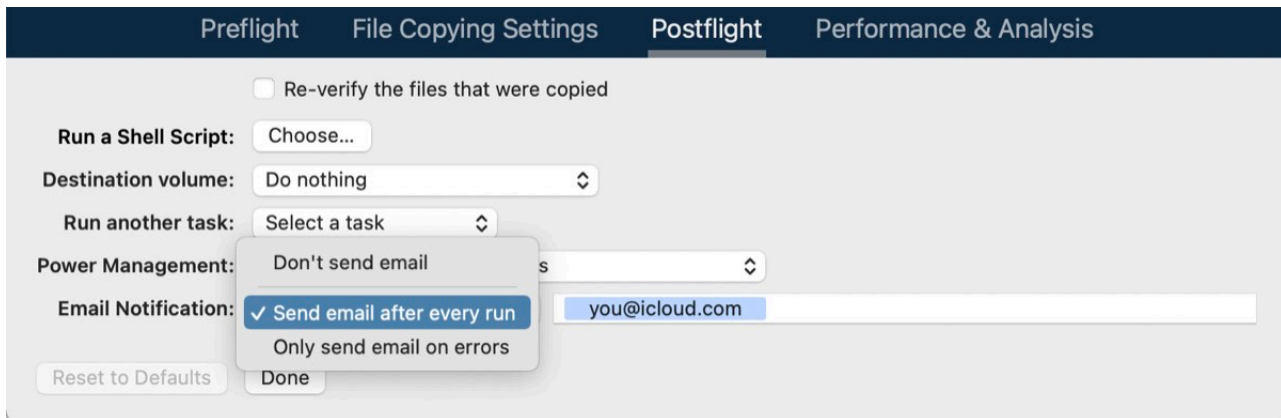 Preflight File Copying Settings Postflight Performance & Analysis
Re-verify the files that were copied
Run a Shell Script: Choose...
Destination volume: Do nothing
Run another task: Select a task
Don't send email
Power Management: s
Email Notification: ✓ Send email after every run you@icloud.com
Only send email on errors
Reset to Defaults Done